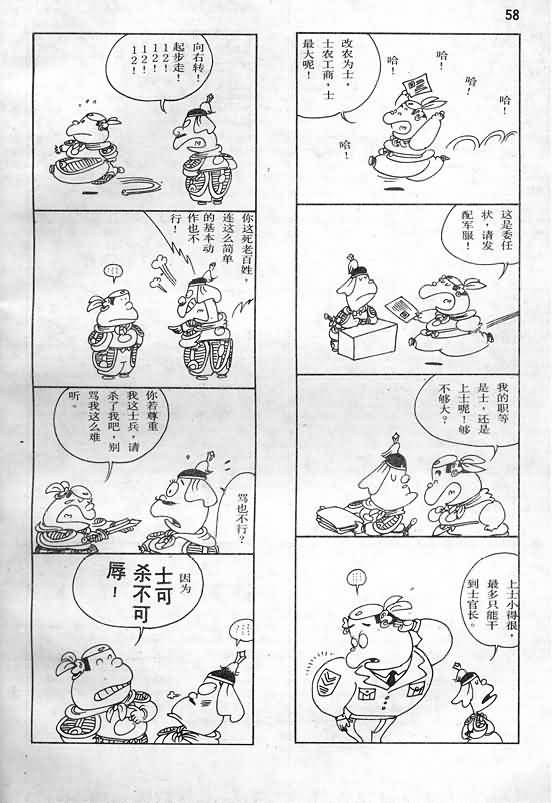 58
改农为士,
士农工商,士
最大呢!
哈!
哈!
哈!
哈!
哈!
这是委任
状,请发
配军服!
我的职等
是士,还是
上士呢!够
不够大?
上士小得很,
最多只能干
到士官长。
向右转!
起步走!
12!
12!
12!
12!
你这死老百姓,
连这么简单
的基本动
作也不
行!
你若尊重
我这士兵,请
杀了我吧,别
骂我这么难
听。
骂也不行?
因为
士可
杀不可
辱!